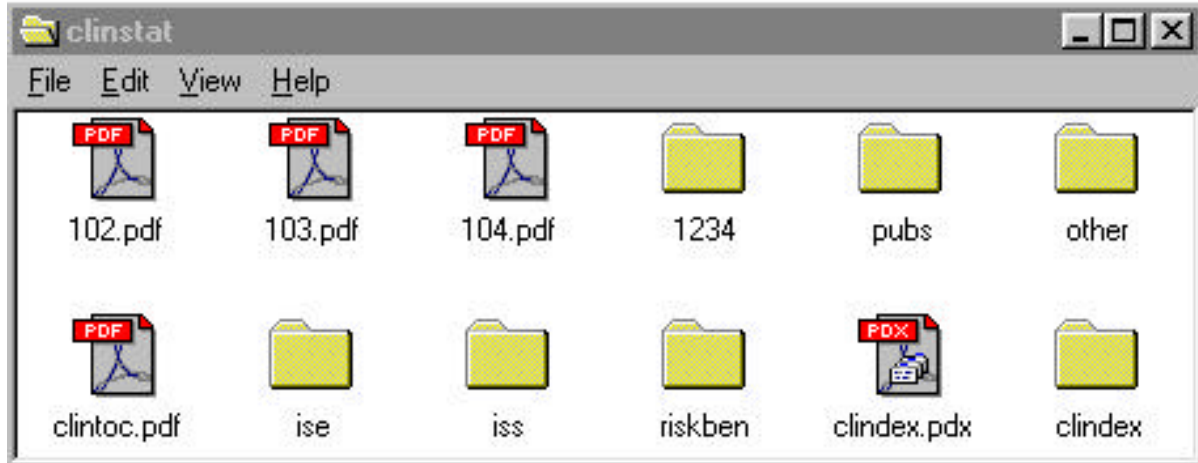 clinstat
File Edit View Help
PDF PDF PDF
102.pdf 103.pdf 104.pdf 1234 pubs other
PDF PDX
clintoc.pdf ise iss riskben clindex.pdx clindex